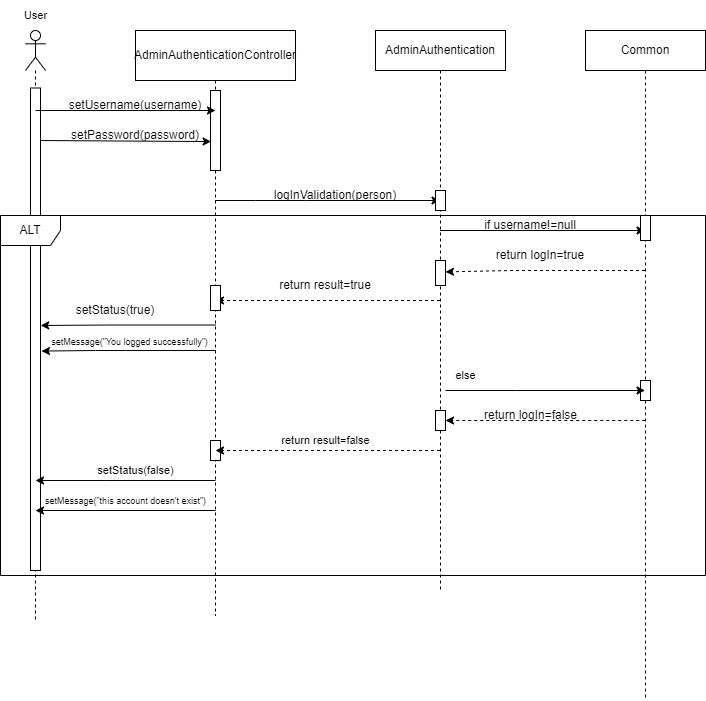 User
AdminAuthenticationController
AdminAuthentication
Common
setUsername(username)
setPassword(password)
logInValidation(person)
ALT
if username!=null
return logIn=true
return result=true
setStatus(true)
setMessage("You logged successfully")
else
return logIn=false
return result=false
setStatus(false)
setMessage("this account doesn't exist")